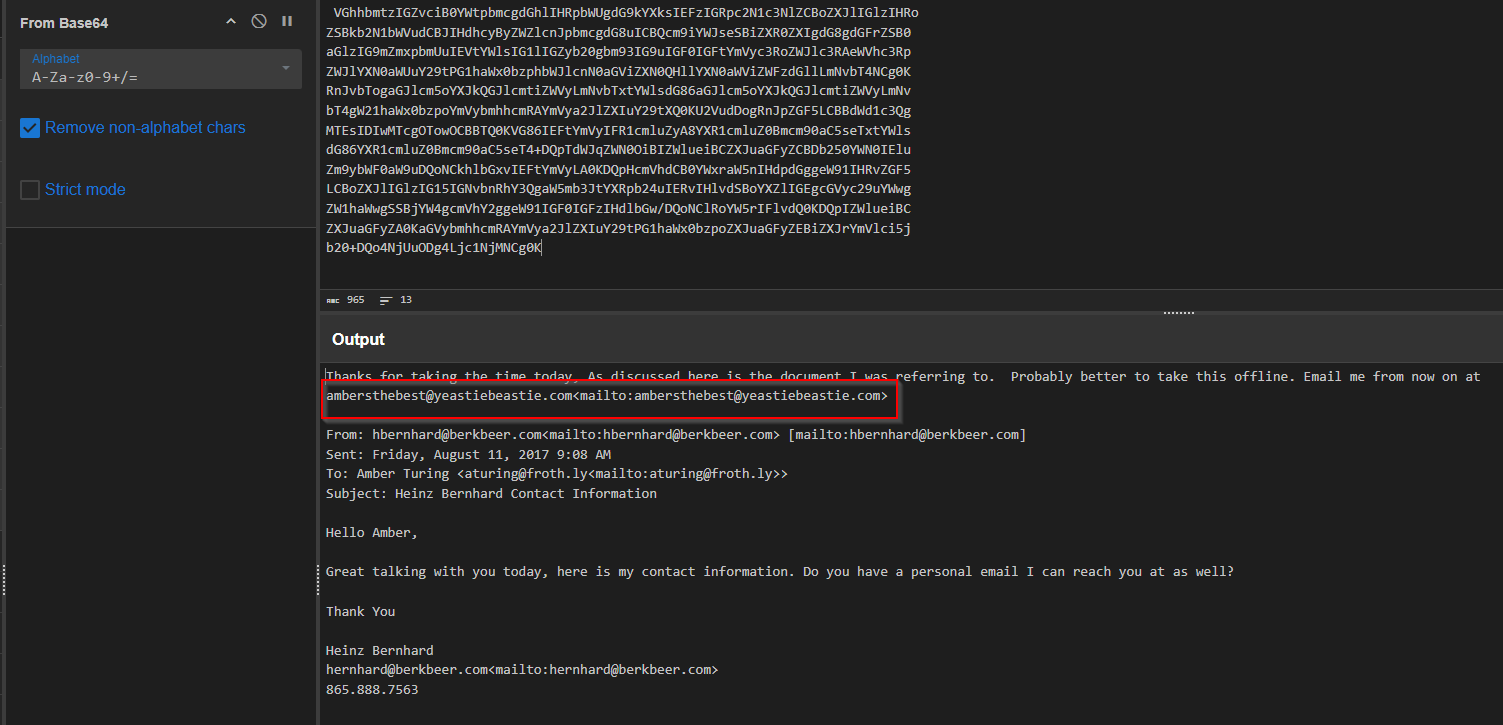 From Base64
Alphabet
A-Za-z0-9+/=
Remove non-alphabet chars
Strict mode
VGhhbmtzIGZvciB0YWtpbmcgdGhlIHRpbWUgdG9kYXksIEFzIGRpc2N1c3NlZCBoZXJlIGlzIHRo
ZSBkb2N1bWVudCBJIHdhcyByZWZlcnJpbmcgdG8uICBQcm9iYWJseSBiZXR0ZXIgdG8gdGFrZSB0
aGlzIG9mZmxpbmUuIEVtYWlsIG1lIGZyb20gbm93IG9uIGF0IGFtYmVyc3RoZWJlc3RAeWVhc3Rp
ZWJlYXN0aWUuY29tPG1haWx0bzphbWJlcnN0aGViZXN0QHllYXN0aWViZWFzdGllLmNvbT4NCg0K
RnJvbTogaGJlcm5oYXJkQGJlcmtiZWVyLmNvbTxtYWlsdG86aGJlcm5oYXJkQGJlcmtiZWVyLmNv
bT4gW21haWx0bzpoYmVybmhhcmRAYmVya2JlZXIuY29tXQ0KU2VudDogRnJpZGF5LCBBdWd1c3Qg
MTEsIDIwMTcgOTowOCBBTQ0KVG86IEFtYmVyIFR1cmluZyA8YXR1cmluZ0Bmcm90aC5seTxtYWls
dG86YXR1cmluZ0Bmcm90aC5seT4+DQpTdWJqZWN0OiBIZWlueiBCZXJuaGFyZCBDb250YWN0IElu
Zm9ybWF0aW9uDQoNCkhlbGxvIEFtYmVyLA0KDQpHcmVhdCB0YWxraW5nIHdpdGggeW91IHRvZGF5
LCBoZXJlIGlzIG15IGNvbnRhY3QgaW5mb3JtYXRpb24uIERvIHlvdSBoYXZlIGEgcGVyc29uYWwg
ZW1haWwgSSBjYW4gcmVhY2ggeW91IGF0IGFzIHdlbGw/DQoNClRoYW5rIFlvdQ0KDQpIZWlueiBC
ZXJuaGFyZA0KaGVybmhhcmRAYmVya2JlZXIuY29tPG1haWx0bzpoZXJuaGFyZEBiZXJrYmVlci5j
b20+DQo4NjUuODg4Ljc1NjMNCg0K
ABC 965 13
Output
Thanks for taking the time today, As discussed here is the document I was referring to.  Probably better to take this offline. Email me from now on at
ambersthebest@yeastiebeastie.com<mailto:ambersthebest@yeastiebeastie.com>
From: hbernhard@berkbeer.com<mailto:hbernhard@berkbeer.com> [mailto:hbernhard@berkbeer.com]
Sent: Friday, August 11, 2017 9:08 AM
To: Amber Turing <aturing@froth.ly<mailto:aturing@froth.ly>>
Subject: Heinz Bernhard Contact Information
Hello Amber,
Great talking with you today, here is my contact information. Do you have a personal email I can reach you at as well?
Thank You
Heinz Bernhard
hernhard@berkbeer.com<mailto:hernhard@berkbeer.com>
865.888.7563